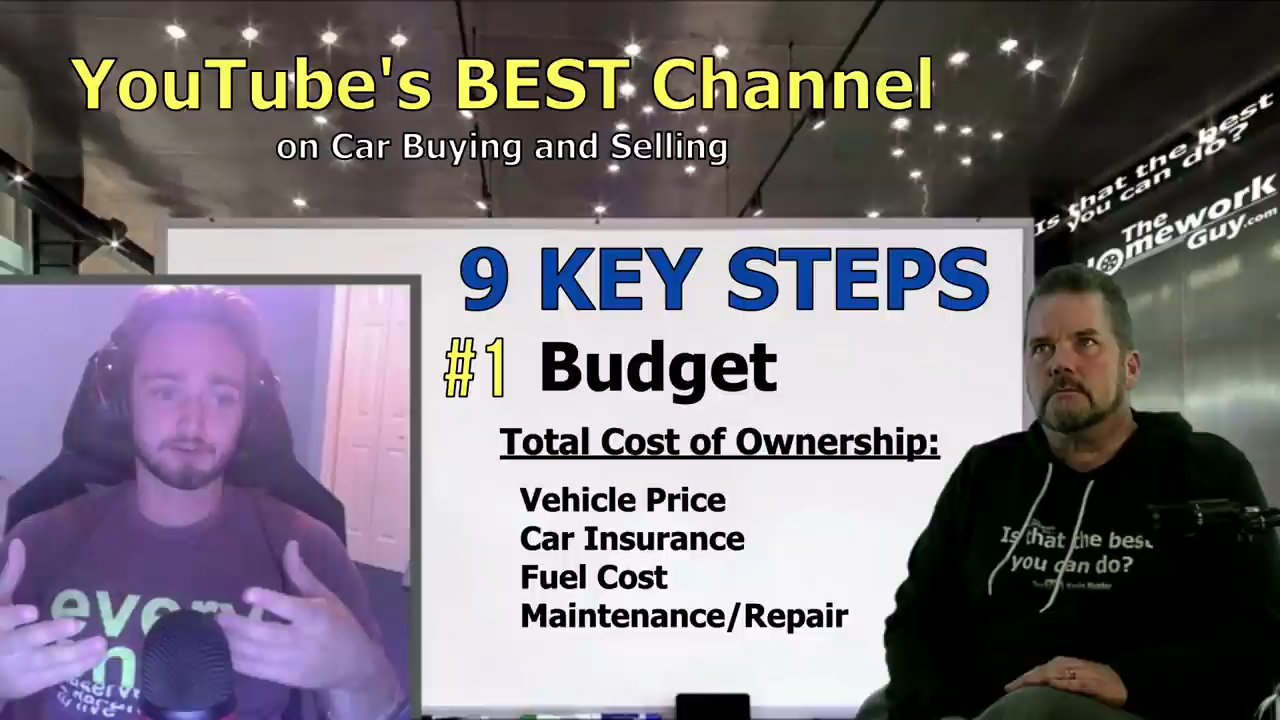 YouTube's BEST Channel
on Car Buying and Selling
Is that the best
you can do?
The
Homework
Guy.com
9 KEY STEPS
#1 Budget
Total Cost of Ownership:
Vehicle Price
Car Insurance
Fuel Cost
Maintenance/Repair
Is that the best
you can do?
every